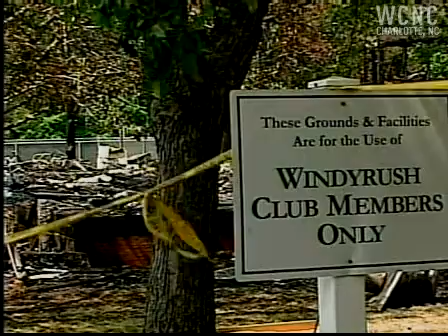 WCNC
CHARLOTTE, NC
These Grounds & Facilities
Are for the Use of
WINDYRUSH
CLUB MEMBERS
ONLY